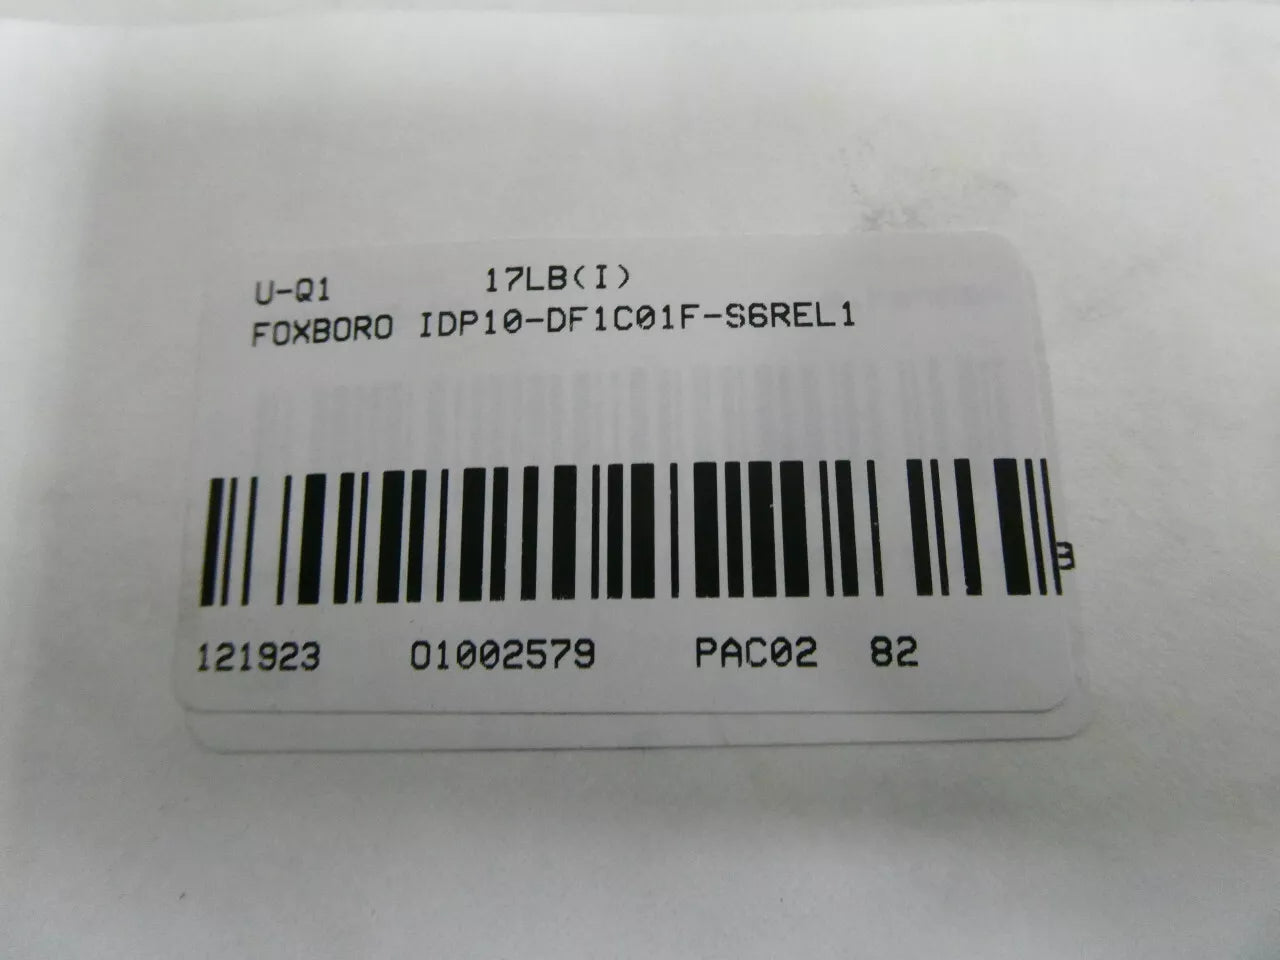 U-Q1 17LB(I)
FOXBORO IDP10-DF1C01F-S6REL1
121923 01002579 PAC02 82